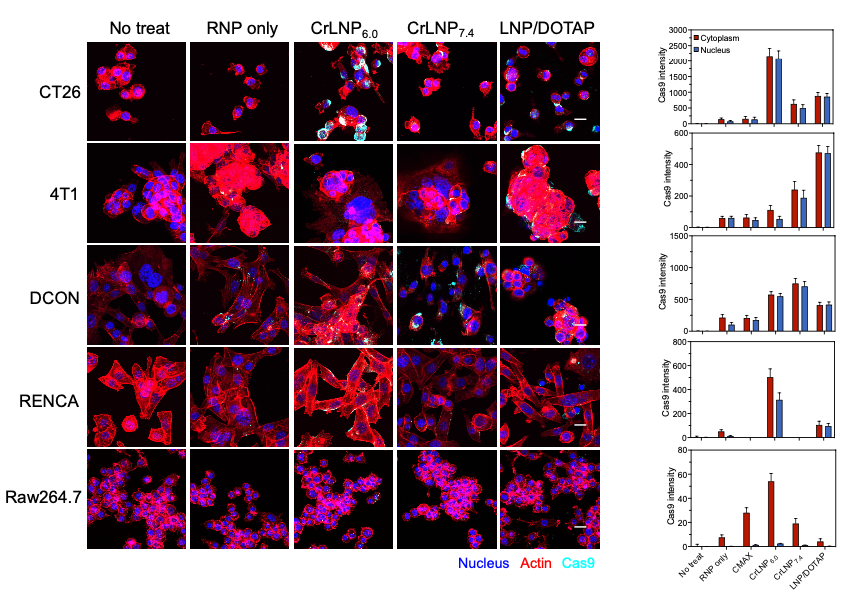 No treat RNP only CrLNP6.0 CrLNP7.4 LNP/DOTAP
CT26
4T1
DCON
RENCA
Raw264.7
Nucleus Actin Cas9
3000
2500
2000
1500
1000
500
0
Cas9 intensity
Cytoplasm
Nucleus
600
400
200
0
Cas9 intensity
1500
1000
500
0
Cas9 intensity
800
600
400
200
0
Cas9 intensity
80
60
40
20
0
Cas9 intensity
No treat
RNP only
CMAX
CrLNP6.0
CrLNP7.4
LNP/DOTAP